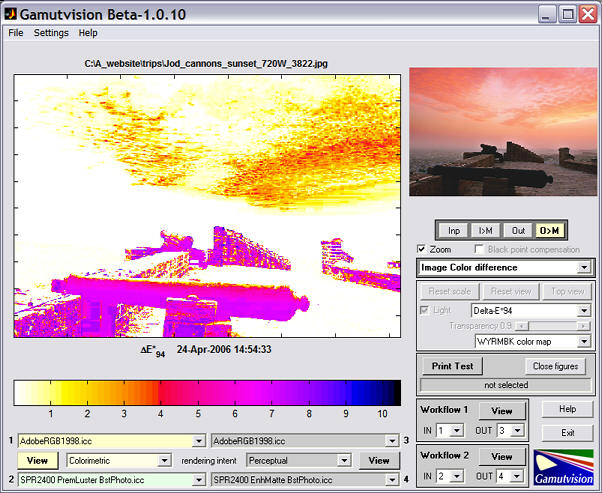 Gamutvision Beta-1.0.10
File Settings Help
C:\A_website\trips\Jod_cannons_sunset_720W_3822.jpg
Inp I>M Out O>M
Zoom Black point compensation
Image Color difference
Reset scale Reset view Top view
Light Delta-E*94
Transparency 0.9
WYRMBK color map
ΔE*94 24-Apr-2006 14:54:33
Print Test Close figures
not selected
1 2 3 4 5 6 7 8 9 10
Workflow 1 View Help
IN 1 OUT 3
Exit
1 AdobeRGB1998.icc AdobeRGB1998.icc 3
View Colorimetric rendering intent Perceptual View
Workflow 2 View
IN 2 OUT 4
2 SPR2400 PremLuster BstPhoto.icc SPR2400 EnhMatte BstPhoto.icc 4
Gamutvision